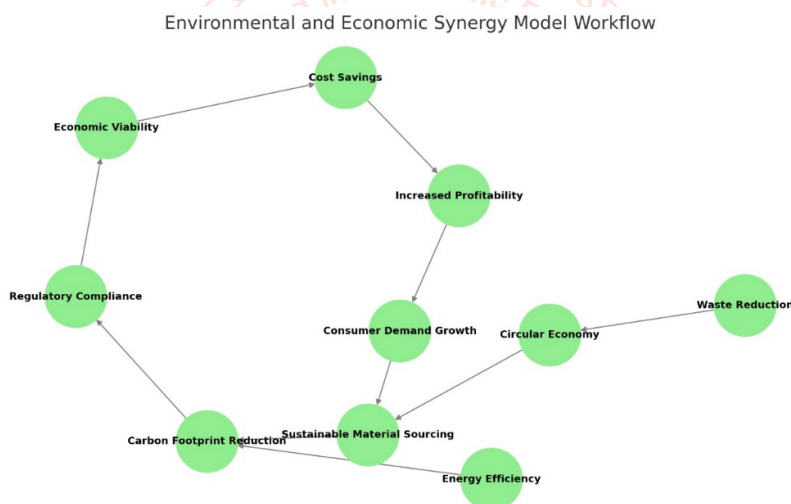 Environmental and Economic Synergy Model Workflow
Cost Savings
Economic Viability
Increased Profitability
Regulatory Compliance
Waste Reduction
Consumer Demand Growth
Circular Economy
Sustainable Material Sourcing
Carbon Footprint Reduction
Energy Efficiency